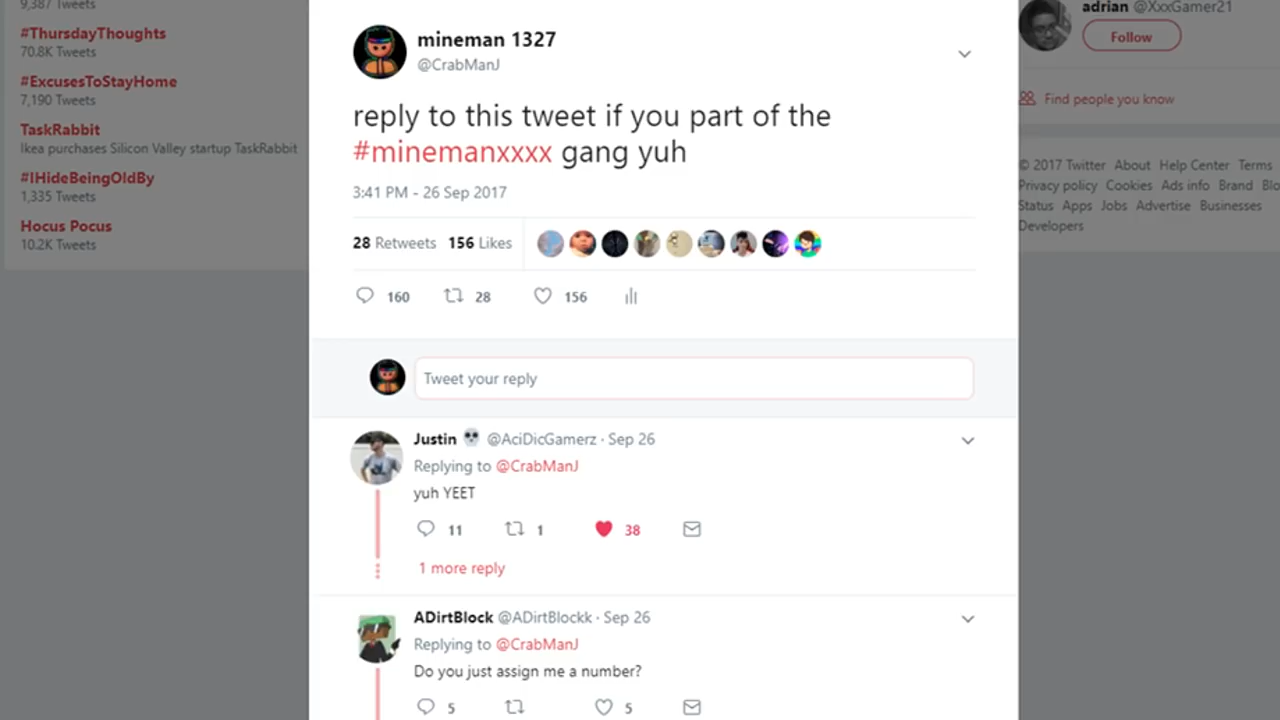 9,387 Tweets
#ThursdayThoughts
70.8K Tweets
#ExcusesToStayHome
7,190 Tweets
TaskRabbit
Ikea purchases Silicon Valley startup TaskRabbit
#IHideBeingOldBy
1,335 Tweets
Hocus Pocus
10.2K Tweets
mineman 1327
@CrabManJ
reply to this tweet if you part of the
#minemanxxxx gang yuh
3:41 PM - 26 Sep 2017
28 Retweets 156 Likes
160 28 156
Tweet your reply
Justin @AciDicGamerz · Sep 26
Replying to @CrabManJ
yuh YEET
11 1 38
1 more reply
ADirtBlock @ADirtBlockk · Sep 26
Replying to @CrabManJ
Do you just assign me a number?
5 5
adrian @XxxGamer21
Follow
Find people you know
© 2017 Twitter About Help Center Terms
Privacy policy Cookies Ads info Brand Blo
Status Apps Jobs Advertise Businesses
Developers